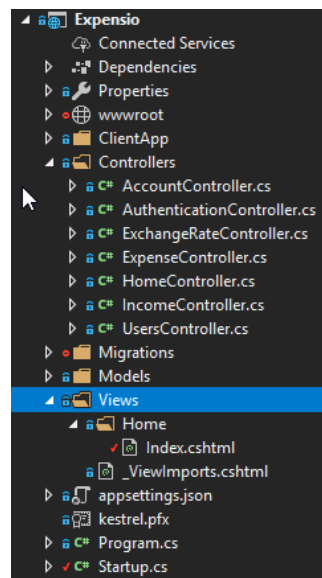 Expensio
Connected Services
Dependencies
Properties
wwwroot
ClientApp
Controllers
C# AccountController.cs
C# AuthenticationController.cs
C# ExchangeRateController.cs
C# ExpenseController.cs
C# HomeController.cs
C# IncomeController.cs
C# UsersController.cs
Migrations
Models
Views
Home
Index.cshtml
_ViewImports.cshtml
appsettings.json
kestrel.pfx
C# Program.cs
C# Startup.cs